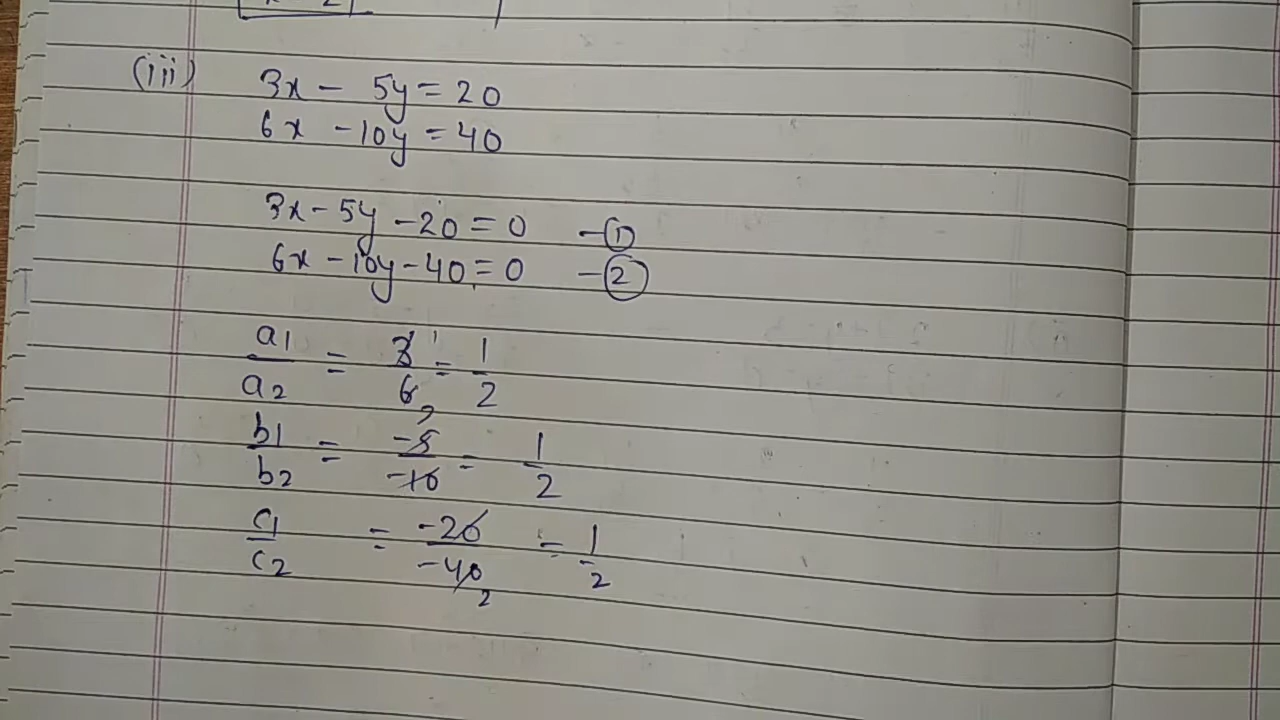 (iii) 3x - 5y = 20
6x - 10y = 40
3x - 5y - 20 = 0 - ①
6x - 10y - 40 = 0 - ②
a1/a2 = 3/6 = 1/2
b1/b2 = -5/-10 = 1/2
c1/c2 = -20/-40 = 1/2